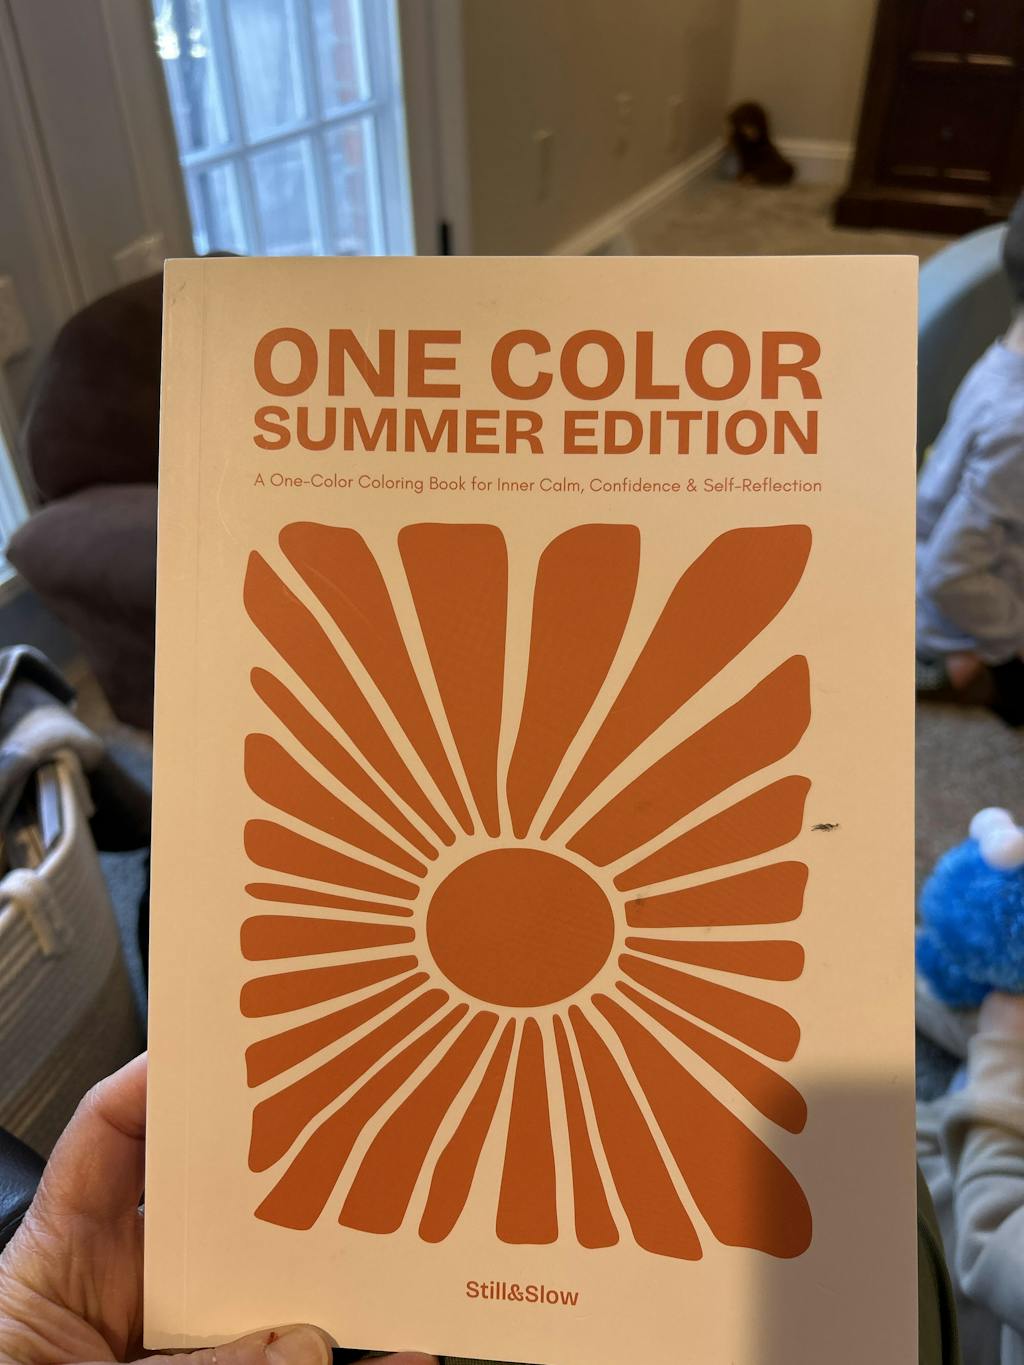 ONE COLOR
SUMMER EDITION
A One-Color Coloring Book for Inner Calm, Confidence & Self-Reflection
Still&Slow